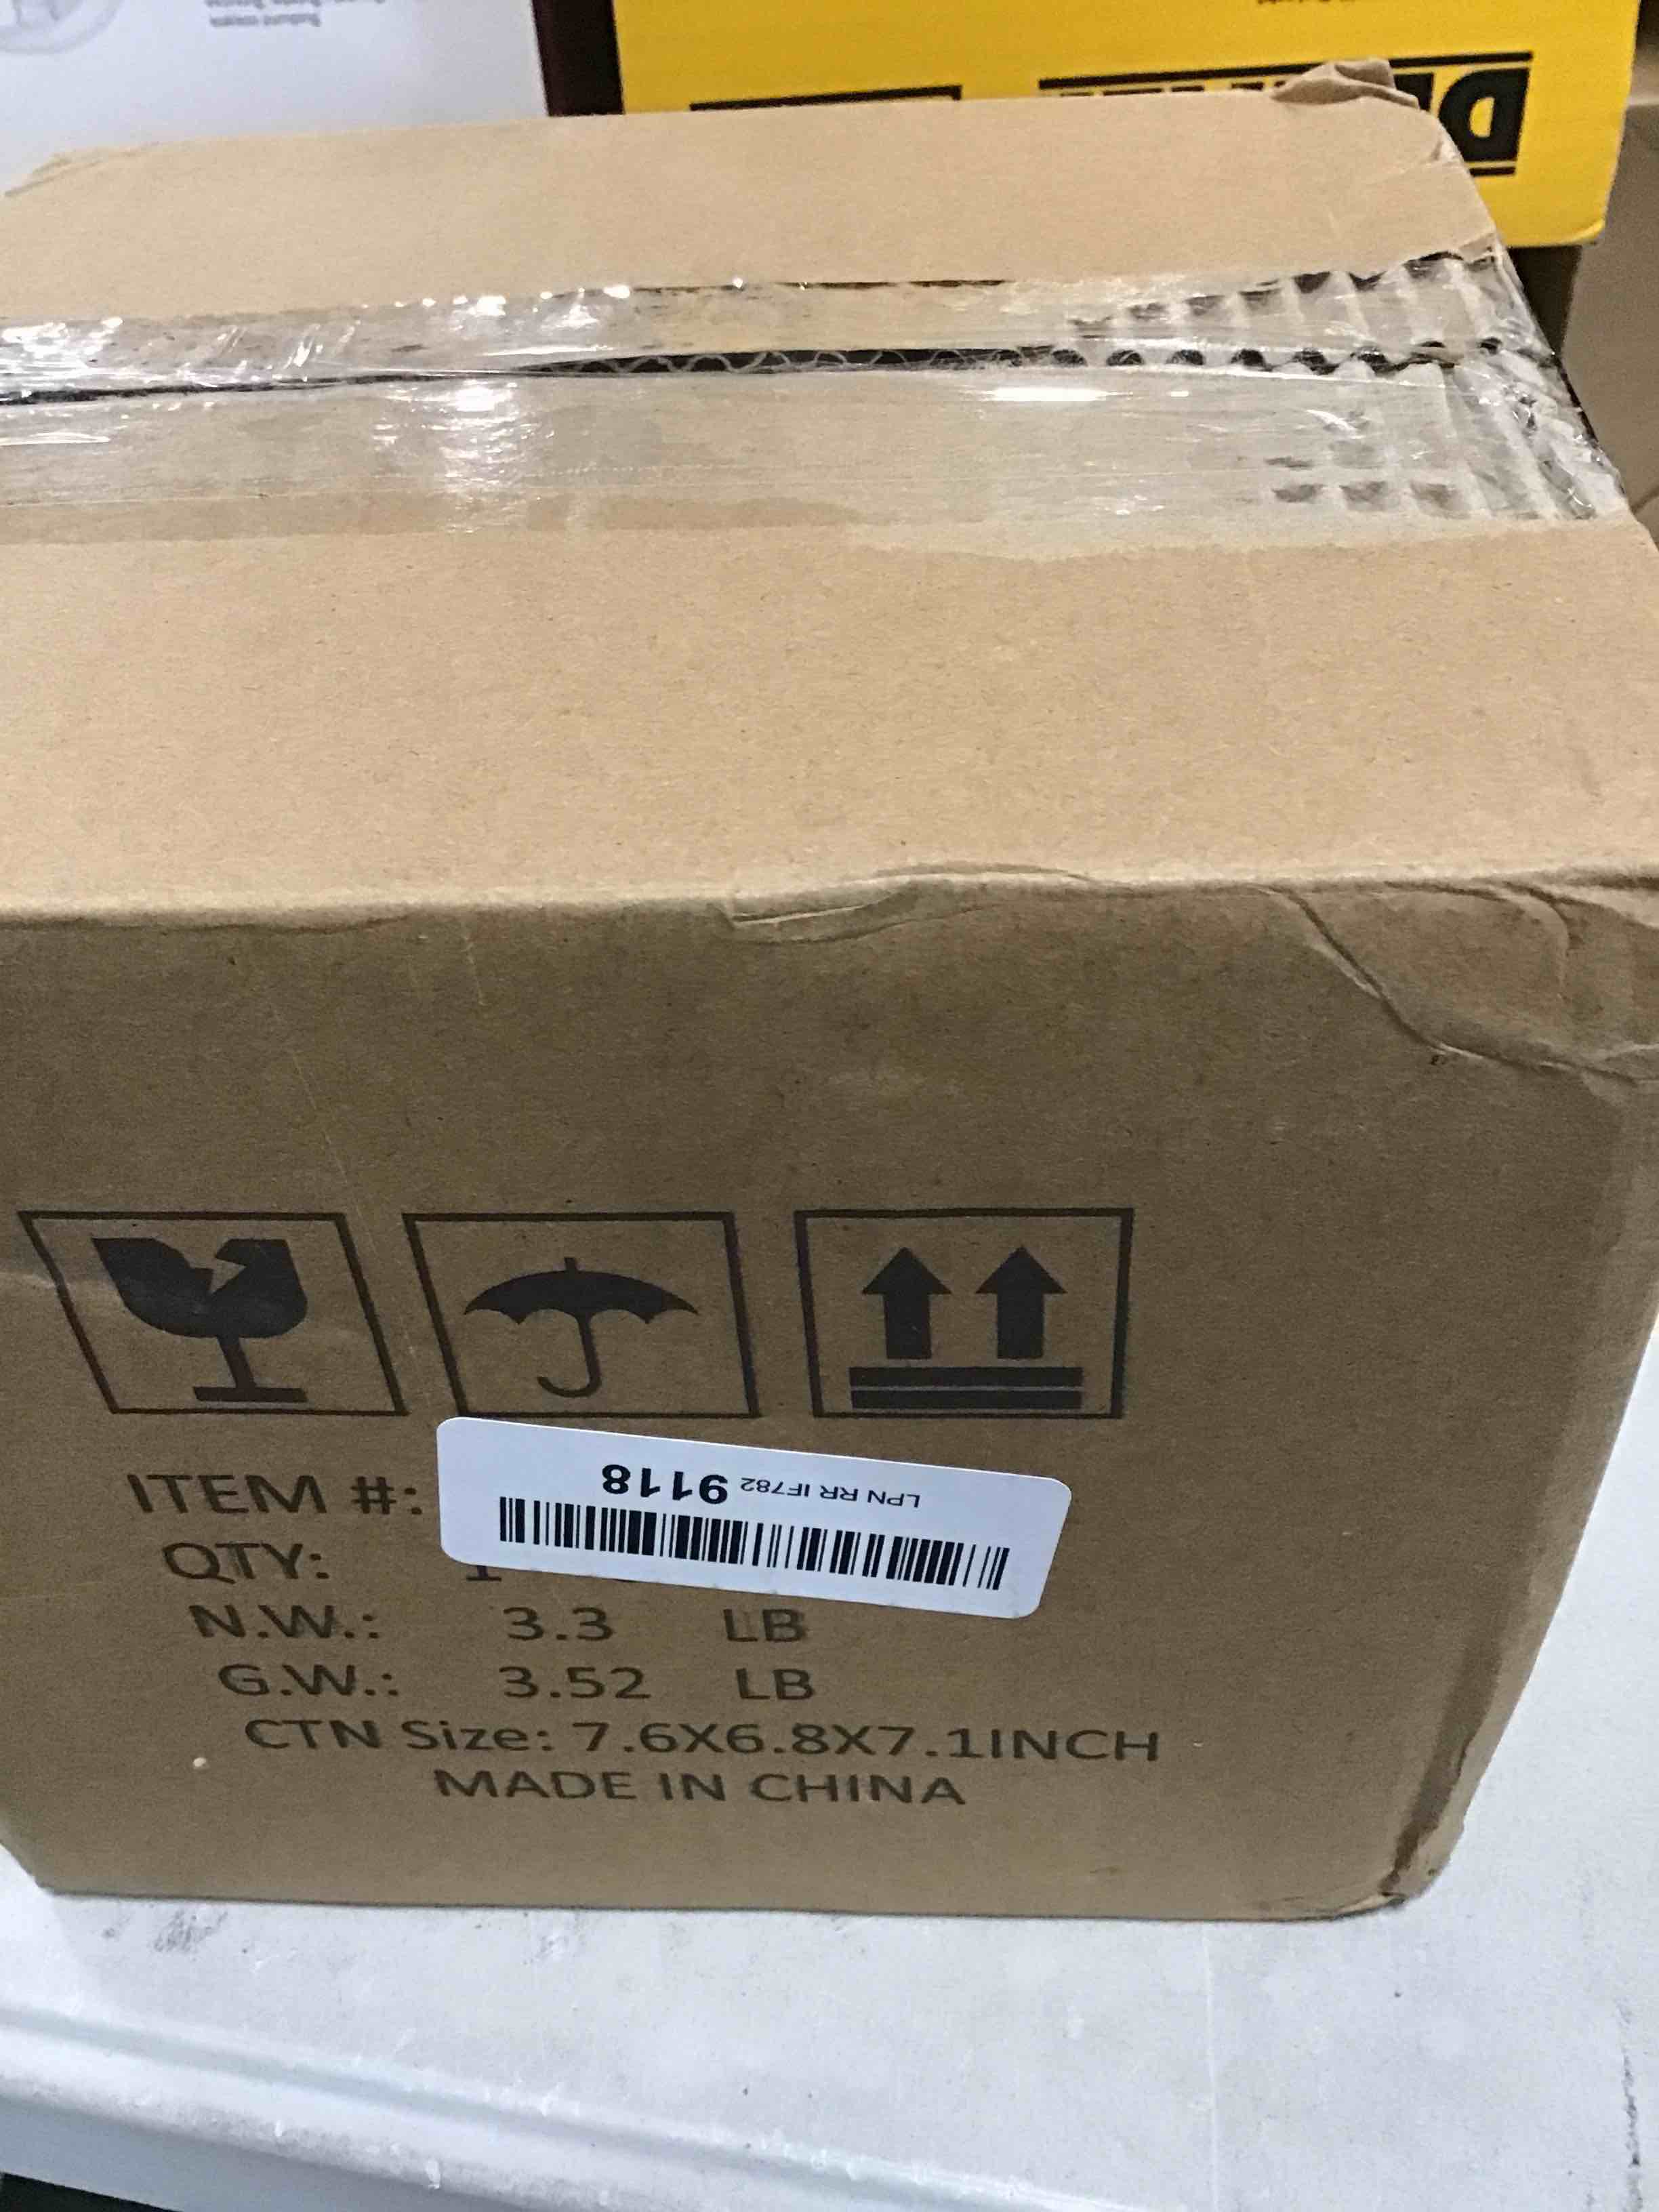 ITEM #:
LPN RR IF782 9118
QTY: 1
N.W.: 3.3 LB
G.W.: 3.52 LB
CTN Size: 7.6X6.8X7.1INCH
MADE IN CHINA